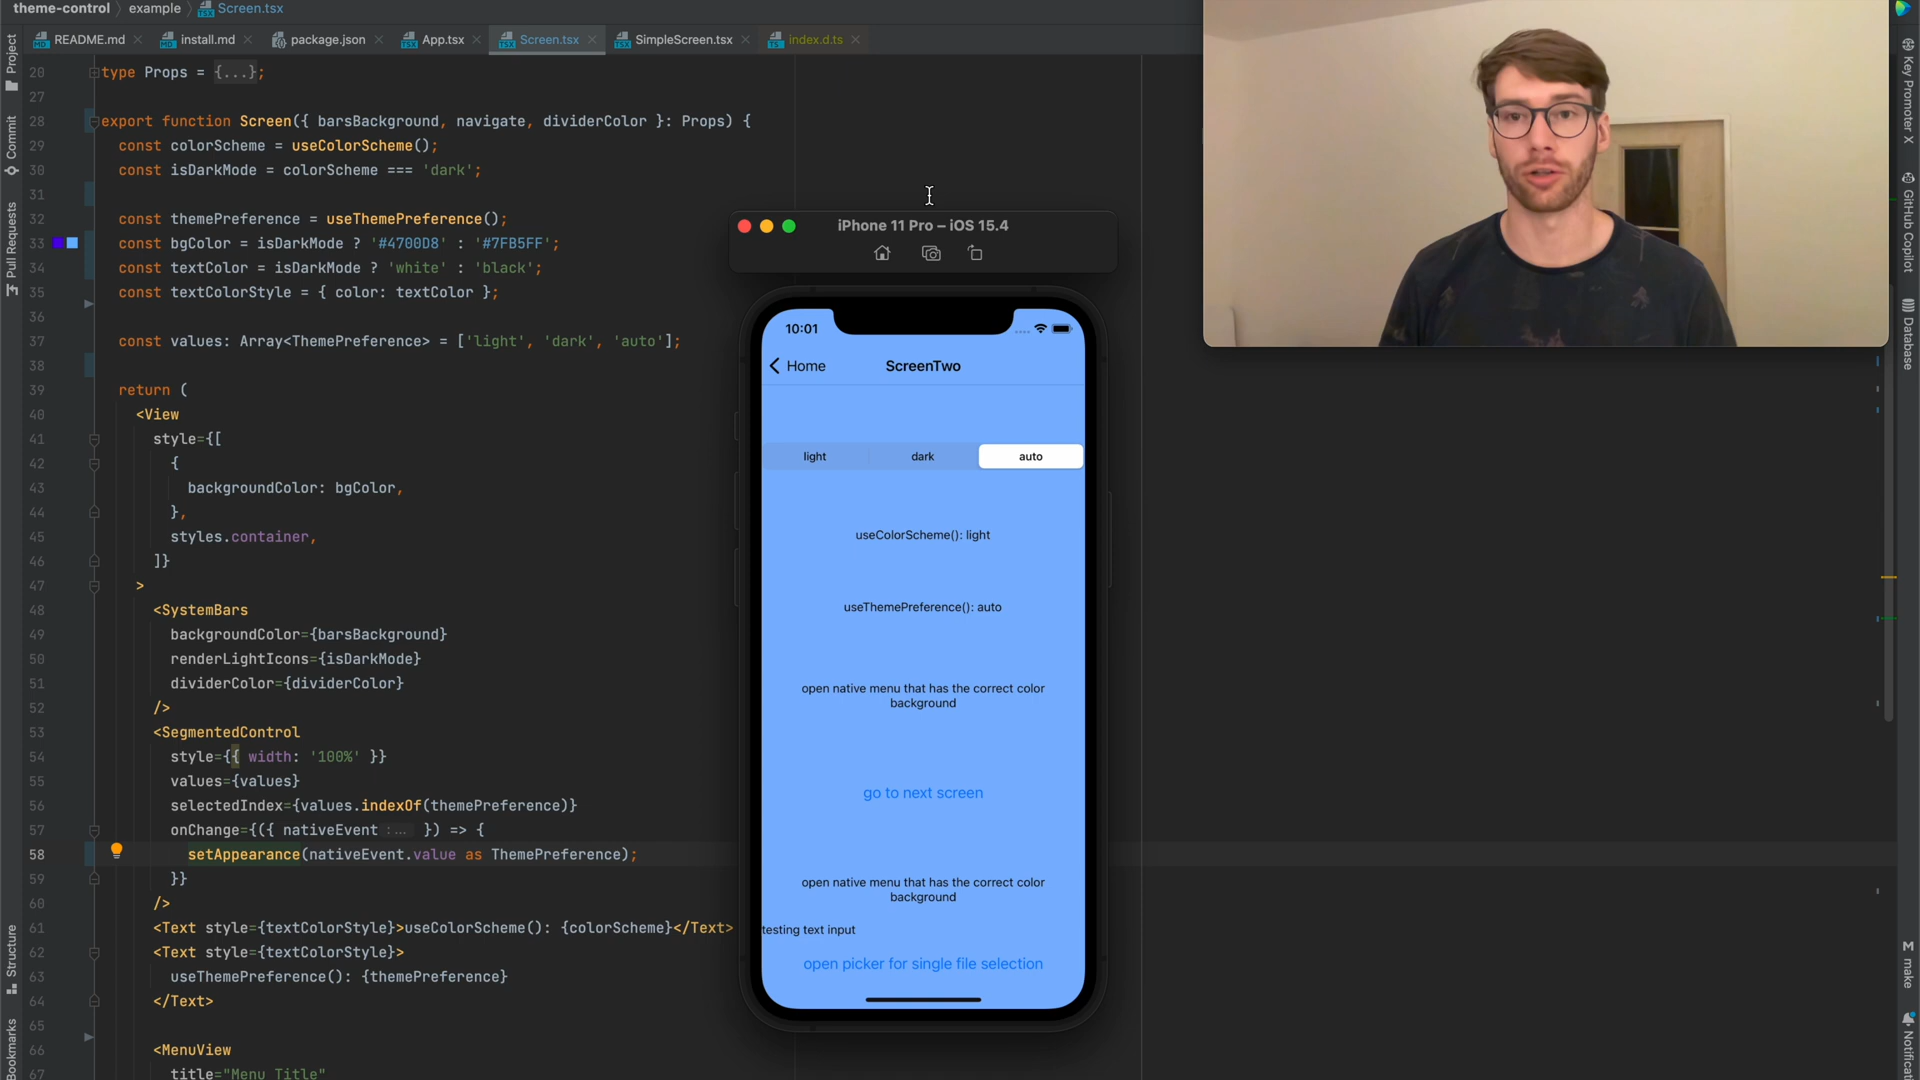 theme-control 〉 example 〉 Screen.tsx
README.md
install.md
package.json
App.tsx
Screen.tsx
SimpleScreen.tsx
index.d.ts
Project
Commit
Pull Requests
Structure
Bookmarks
20 type Props = {...};
27
28 export function Screen({ barsBackground, navigate, dividerColor }: Props) {
29 const colorScheme = useColorScheme();
30 const isDarkMode = colorScheme === 'dark';
31
32 const themePreference = useThemePreference();
33 const bgColor = isDarkMode ? '#4700D8' : '#7FB5FF';
34 const textColor = isDarkMode ? 'white' : 'black';
35 const textColorStyle = { color: textColor };
36
37 const values: Array<ThemePreference> = ['light', 'dark', 'auto'];
38
39 return (
40 <View
41 style={[
42 {
43 backgroundColor: bgColor,
44 },
45 styles.container,
46 ]}
47 >
48 <SystemBars
49 backgroundColor={barsBackground}
50 renderLightIcons={isDarkMode}
51 dividerColor={dividerColor}
52 />
53 <SegmentedControl
54 style={{ width: '100%' }}
55 values={values}
56 selectedIndex={values.indexOf(themePreference)}
57 onChange={({ nativeEvent :... }) => {
58 setAppearance(nativeEvent.value as ThemePreference);
59 }}
60 />
61 <Text style={textColorStyle}>useColorScheme(): {colorScheme}</Text>
62 <Text style={textColorStyle}>
63 useThemePreference(): {themePreference}
64 </Text>
65
66 <MenuView
67 title="Menu Title"
iPhone 11 Pro – iOS 15.4
10:01
Home
ScreenTwo
light
dark
auto
useColorScheme(): light
useThemePreference(): auto
open native menu that has the correct color
background
go to next screen
open native menu that has the correct color
background
testing text input
open picker for single file selection
Key Promoter X
GitHub Copilot
Database
make